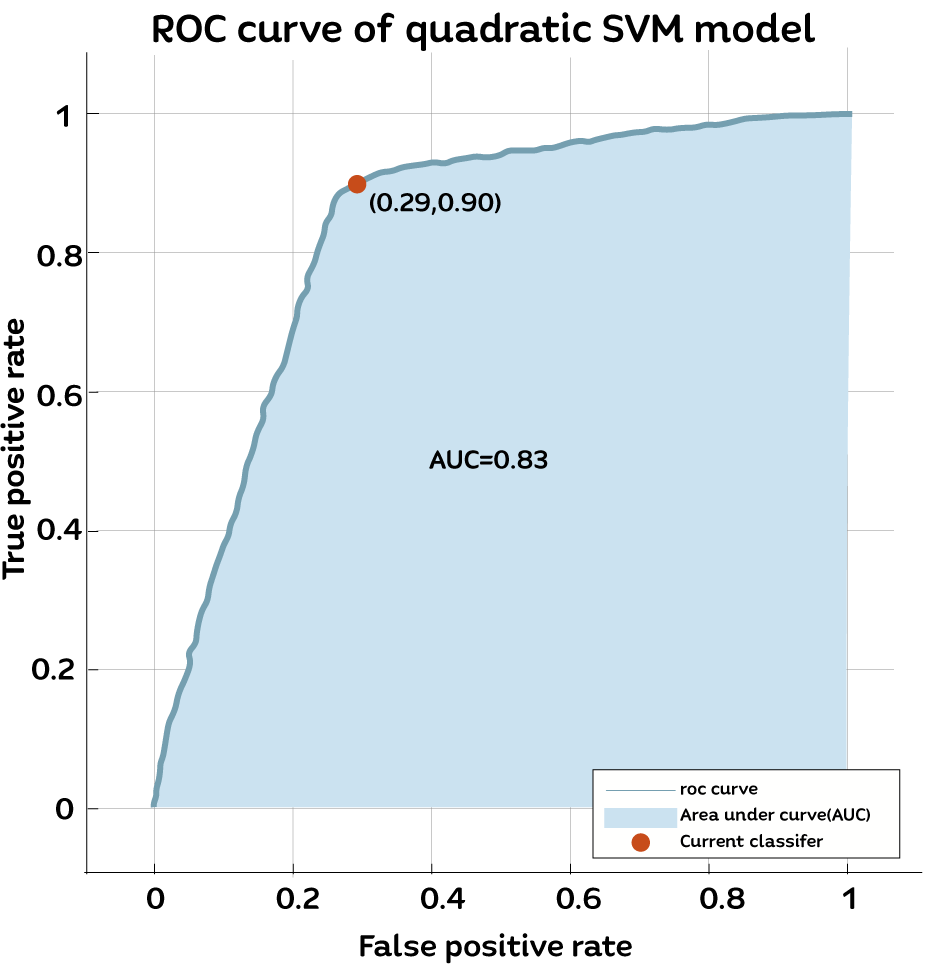 ROC curve of quadratic SVM model
1
0.8
0.6
0.4
0.2
0
True positive rate
(0.29,0.90)
AUC=0.83
roc curve
Area under curve(AUC)
Current classifer
0 0.2 0.4 0.6 0.8 1
False positive rate